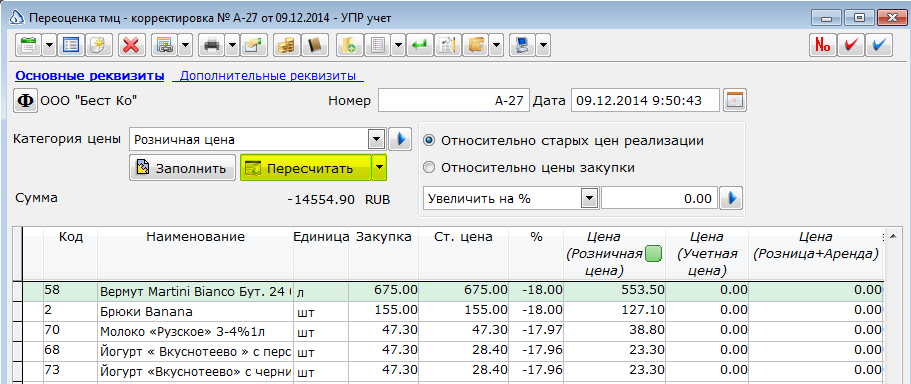 Переоценка тмц - корректировка № А-27 от 09.12.2014 - УПР учет
№
Основные реквизиты Дополнительные реквизиты
Ф ООО "Бест Ко" Номер А-27 Дата 09.12.2014 9:50:43
Категория цены Розничная цена Относительно старых цен реализации
Заполнить Пересчитать Относительно цены закупки
Сумма -14554.90 RUB Увеличить на % 0.00
Код Наименование Единица Закупка Ст. цена % Цена (Розничная цена) Цена (Учетная цена) Цена (Розница+Аренда)
58 Вермут Martini Bianco Бут. 24 л 675.00 675.00 -18.00 553.50 0.00 0.00
2 Брюки Banana шт 155.00 155.00 -18.00 127.10 0.00 0.00
70 Молоко «Рузское» 3-4%1л шт 47.30 47.30 -17.97 38.80 0.00 0.00
68 Йогурт « Вкуснотеево » с перс шт 47.30 28.40 -17.96 23.30 0.00 0.00
73 Йогурт «Вкуснотеево» с черни шт 47.30 28.40 -17.96 23.30 0.00 0.00